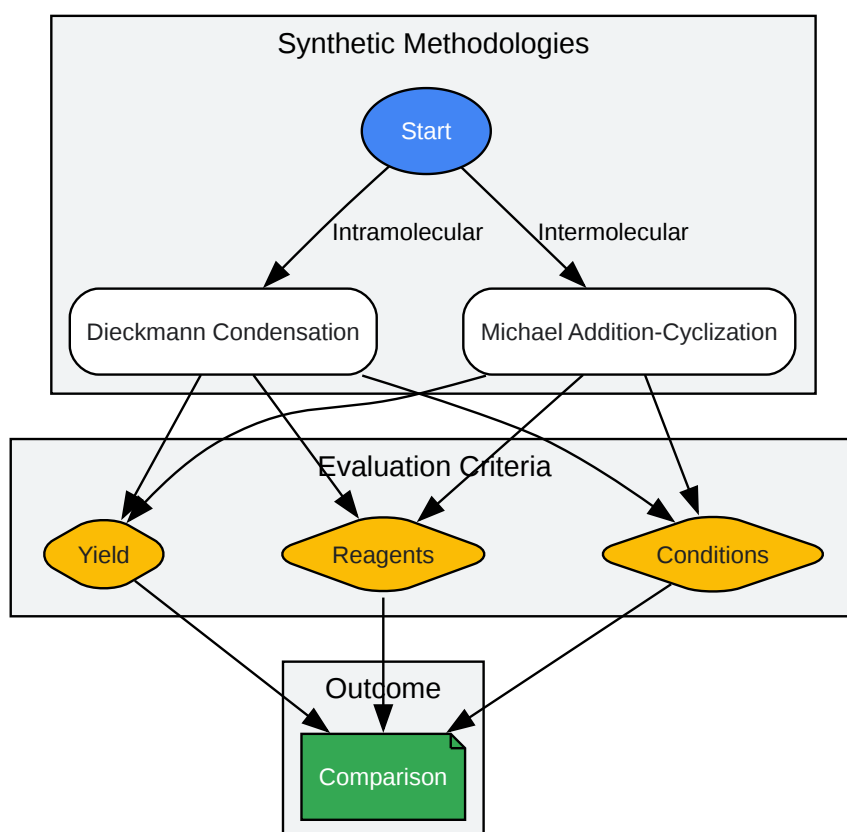 Synthetic Methodologies
Start
Intramolecular
Intermolecular
Dieckmann Condensation
Michael Addition-Cyclization
Evaluation Criteria
Yield
Reagents
Conditions
Outcome
Comparison